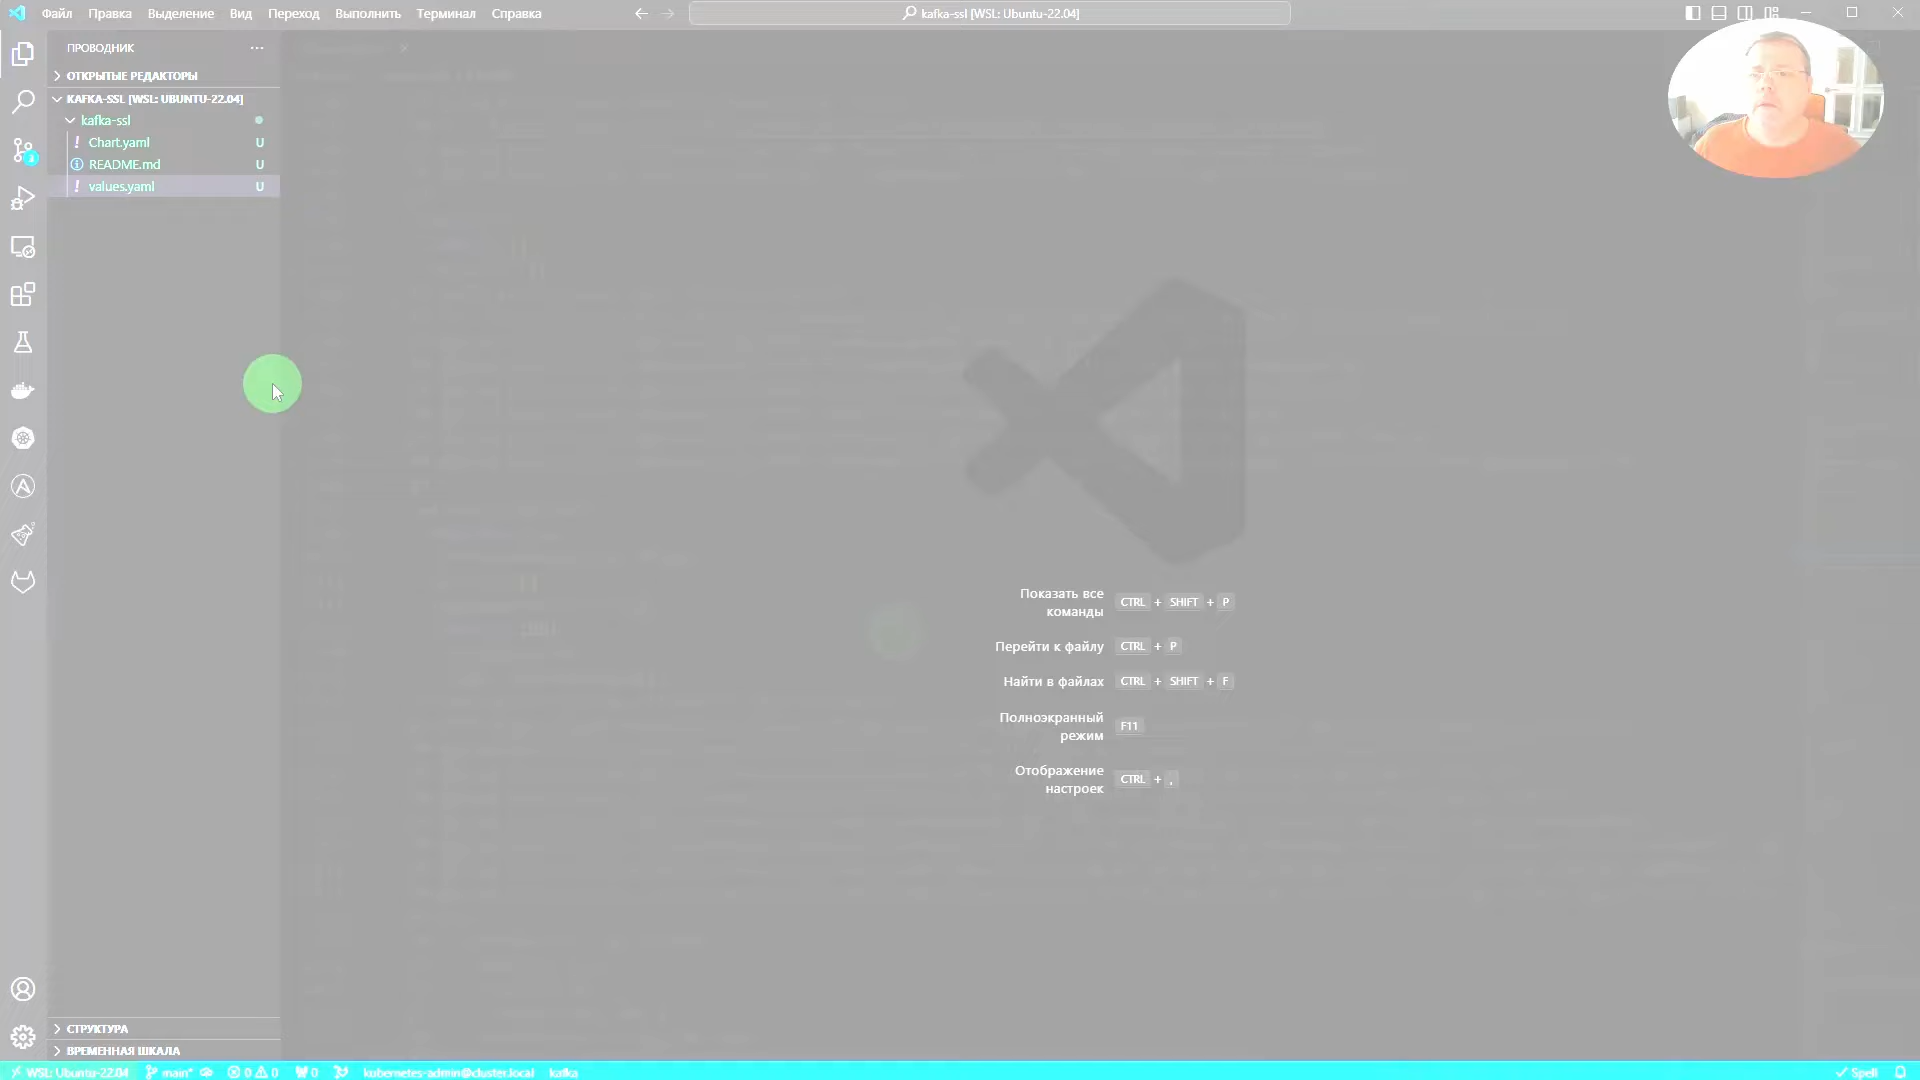 Файл Правка Выделение Вид Переход Выполнить Терминал Справка
kafka-ssl [WSL: Ubuntu-22.04]
ПРОВОДНИК
ОТКРЫТЫЕ РЕДАКТОРЫ
KAFKA-SSL [WSL: UBUNTU-22.04]
kafka-ssl
Chart.yaml U
README.md U
values.yaml U
Показать все команды CTRL + SHIFT + P
Перейти к файлу CTRL + P
Найти в файлах CTRL + SHIFT + F
Полноэкранный режим F11
Отображение настроек CTRL + ,
СТРУКТУРА
ВРЕМЕННАЯ ШКАЛА
WSL: Ubuntu-22.04 main* 0 0 0 kubernetes-admin@cluster.local kafka Spell